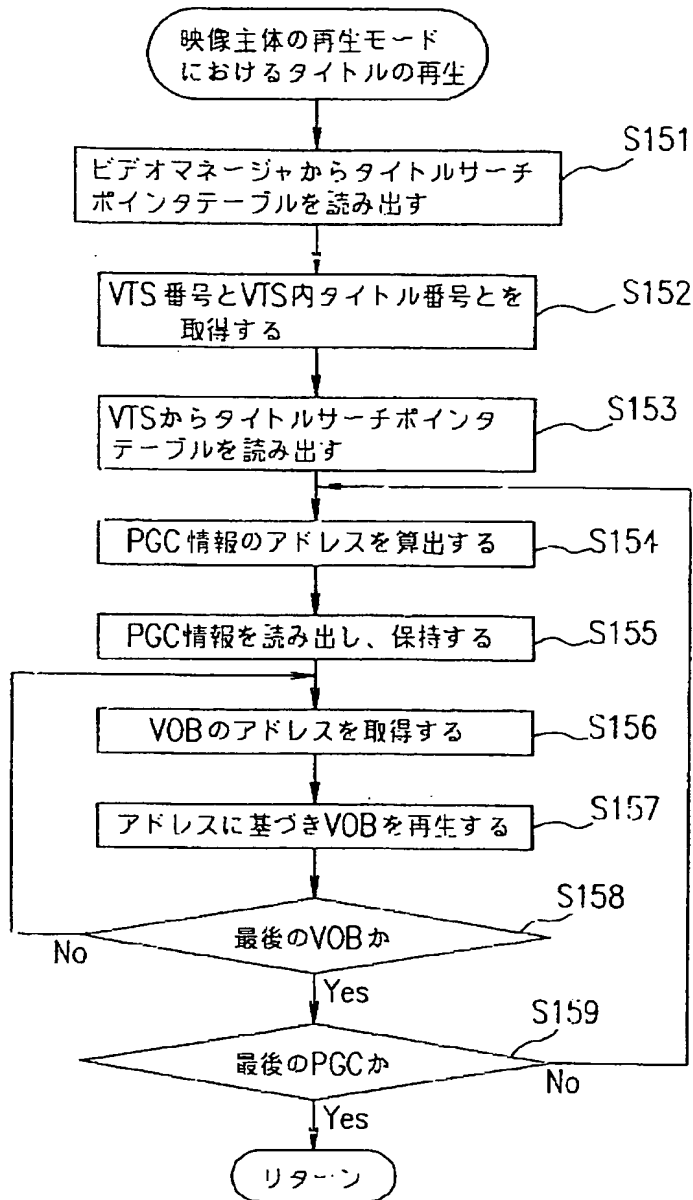 映像主体の再生モード
におけるタイトルの再生
S151
ビデオマネージャからタイトルサーチ
ポインタテーブルを読み出す
S152
VTS番号とVTS内タイトル番号とを
取得する
S153
VTSからタイトルサーチポインタ
テーブルを読み出す
PGC情報のアドレスを算出する
S154
PGC情報を読み出し、保持する
S155
VOBのアドレスを取得する
S156
アドレスに基づきVOBを再生する
S157
最後のVOBか
S158
No
Yes
最後のPGCか
S159
No
Yes
リターン